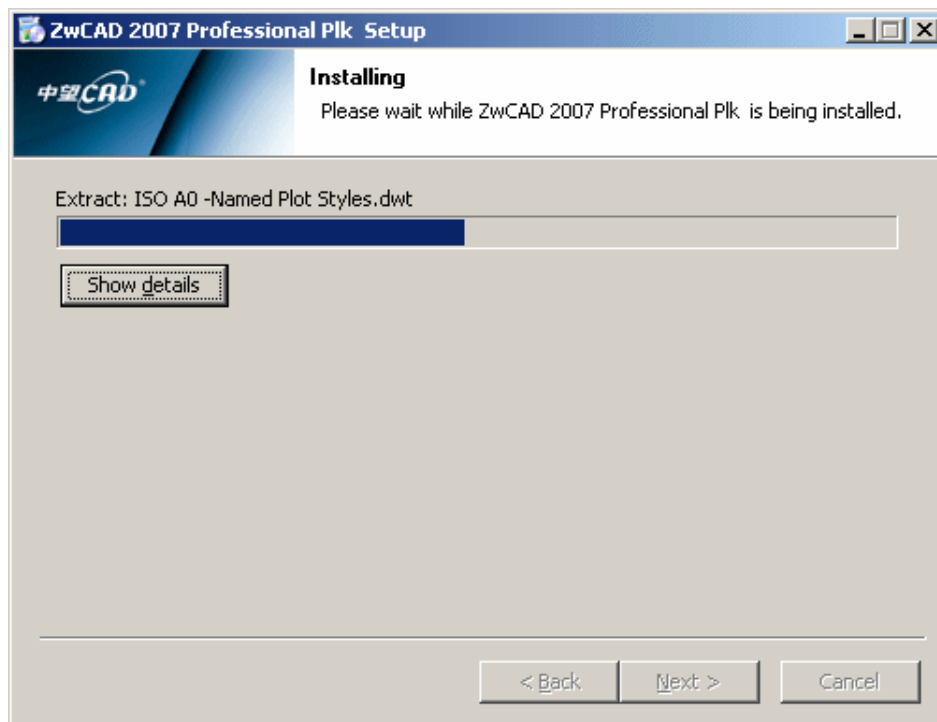 ZwCAD 2007 Professional Plk Setup
中望CAD
Installing
Please wait while ZwCAD 2007 Professional Plk is being installed.
Extract: ISO A0 -Named Plot Styles.dwt
Show details
< Back
Next >
Cancel